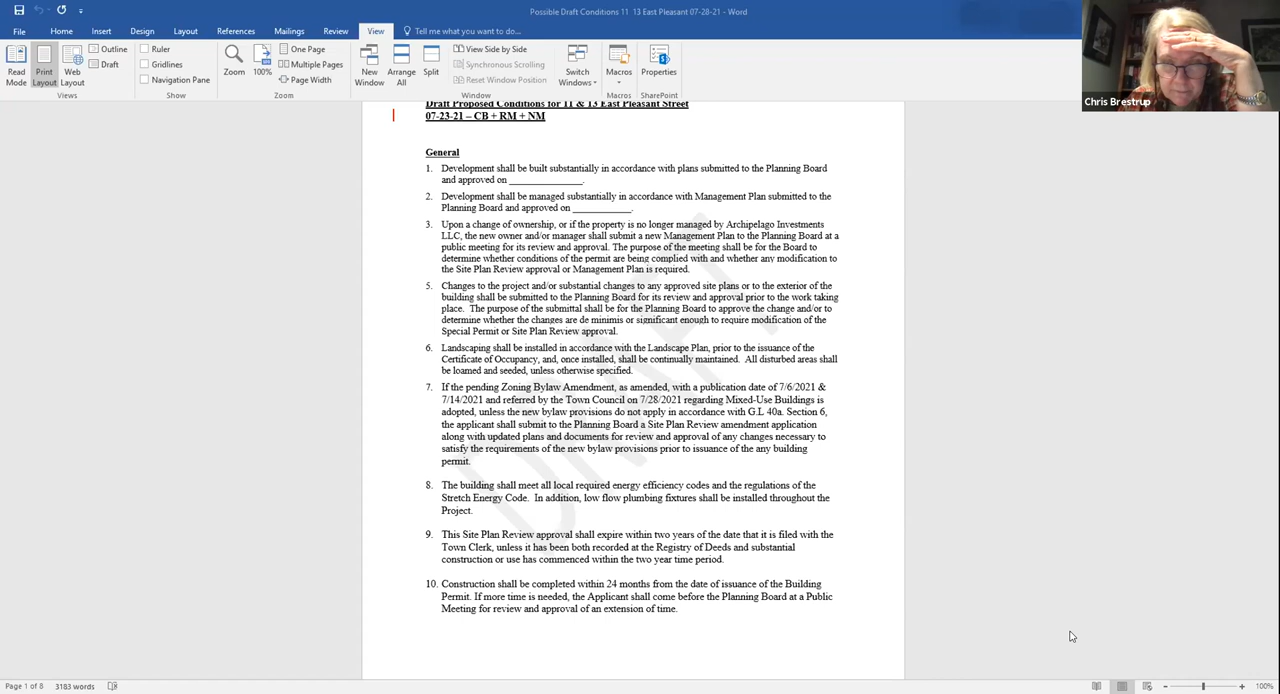 Possible Draft Conditions 11 13 East Pleasant 07-28-21 - Word
File Home Insert Design Layout References Mailings Review View Tell me what you want to do...
Read Mode
Print Layout
Web Layout
Outline
Draft
Views
Ruler
Gridlines
Navigation Pane
Show
Zoom
100%
One Page
Multiple Pages
Page Width
Zoom
New Window
Arrange All
Split
View Side by Side
Synchronous Scrolling
Reset Window Position
Window
Switch Windows
Macros
Macros
Properties
SharePoint
Chris Brestrup
Draft Proposed Conditions for 11 & 13 East Pleasant Street
07-23-21 – CB + RM + NM
General
1. Development shall be built substantially in accordance with plans submitted to the Planning Board
and approved on _______________.
2. Development shall be managed substantially in accordance with Management Plan submitted to the
Planning Board and approved on ____________.
3. Upon a change of ownership, or if the property is no longer managed by Archipelago Investments
LLC, the new owner and/or manager shall submit a new Management Plan to the Planning Board at a
public meeting for its review and approval. The purpose of the meeting shall be for the Board to
determine whether conditions of the permit are being complied with and whether any modification to
the Site Plan Review approval or Management Plan is required.
5. Changes to the project and/or substantial changes to any approved site plans or to the exterior of the
building shall be submitted to the Planning Board for its review and approval prior to the work taking
place. The purpose of the submittal shall be for the Planning Board to approve the change and/or to
determine whether the changes are de minimis or significant enough to require modification of the
Special Permit or Site Plan Review approval.
6. Landscaping shall be installed in accordance with the Landscape Plan, prior to the issuance of the
Certificate of Occupancy, and, once installed, shall be continually maintained. All disturbed areas shall
be loamed and seeded, unless otherwise specified.
7. If the pending Zoning Bylaw Amendment, as amended, with a publication date of 7/6/2021 &
7/14/2021 and referred by the Town Council on 7/28/2021 regarding Mixed-Use Buildings is
adopted, unless the new bylaw provisions do not apply in accordance with G.L 40a. Section 6,
the applicant shall submit to the Planning Board a Site Plan Review amendment application
along with updated plans and documents for review and approval of any changes necessary to
satisfy the requirements of the new bylaw provisions prior to issuance of the any building
permit.
8. The building shall meet all local required energy efficiency codes and the regulations of the
Stretch Energy Code. In addition, low flow plumbing fixtures shall be installed throughout the
Project.
9. This Site Plan Review approval shall expire within two years of the date that it is filed with the
Town Clerk, unless it has been both recorded at the Registry of Deeds and substantial
construction or use has commenced within the two year time period.
10. Construction shall be completed within 24 months from the date of issuance of the Building
Permit. If more time is needed, the Applicant shall come before the Planning Board at a Public
Meeting for review and approval of an extension of time.
DRAFT
Page 1 of 8 3183 words
100%